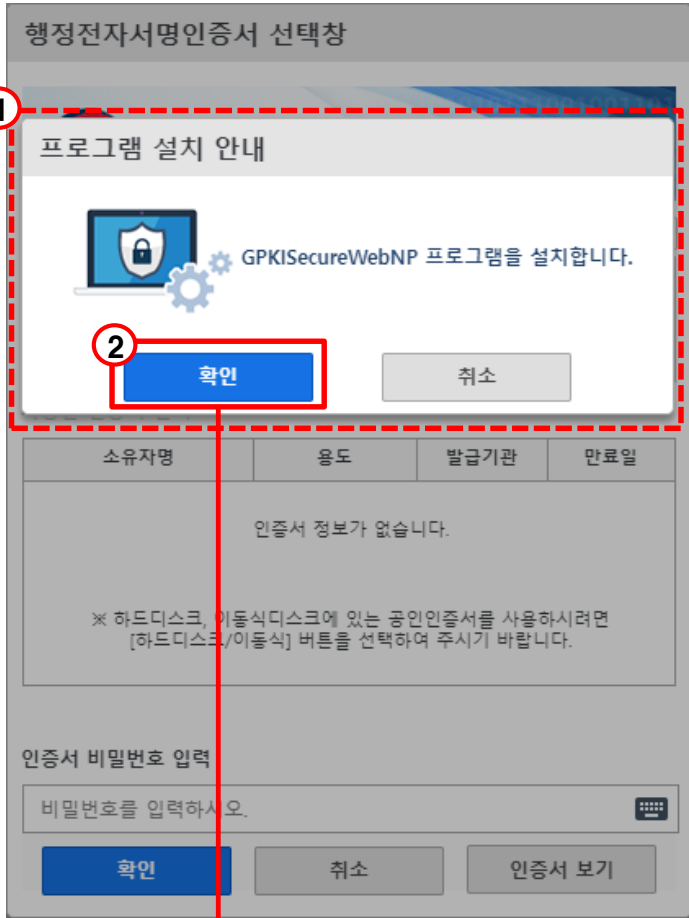 행정전자서명인증서 선택창
1
프로그램 설치 안내
GPKISecureWebNP 프로그램을 설치합니다.
2
확인
취소
소유자명
용도
발급기관
만료일
인증서 정보가 없습니다.
※ 하드디스크, 이동식디스크에 있는 공인인증서를 사용하시려면
[하드디스크/이동식] 버튼을 선택하여 주시기 바랍니다.
인증서 비밀번호 입력
비밀번호를 입력하시오.
확인
취소
인증서 보기